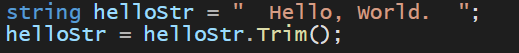 string helloStr = "  Hello, World.  ";
helloStr = helloStr.Trim();